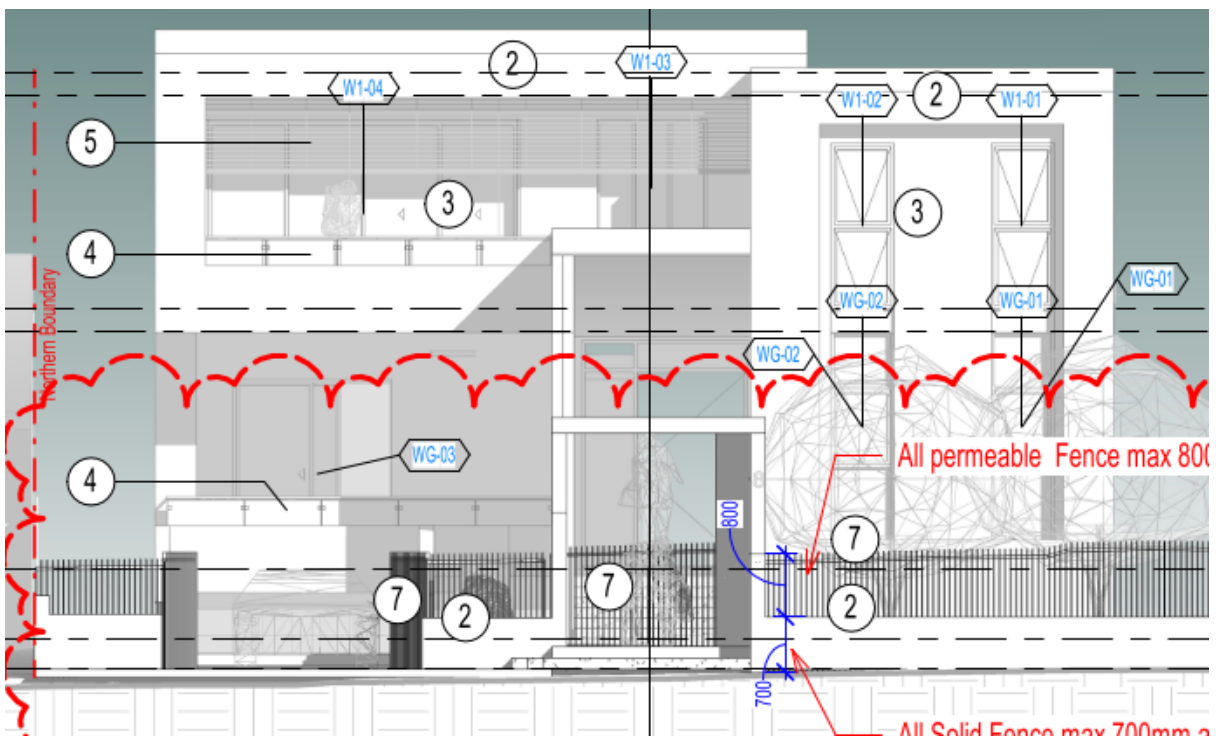 2
W1-03
W1-04
W1-02
2
W1-01
5
3
3
4
Northern Boundary
WG-02
WG-01
WG-01
WG-02
WG-03
All permeable Fence max 800
4
800
7
7
7
2
2
700
All Solid Fence max 700mm a